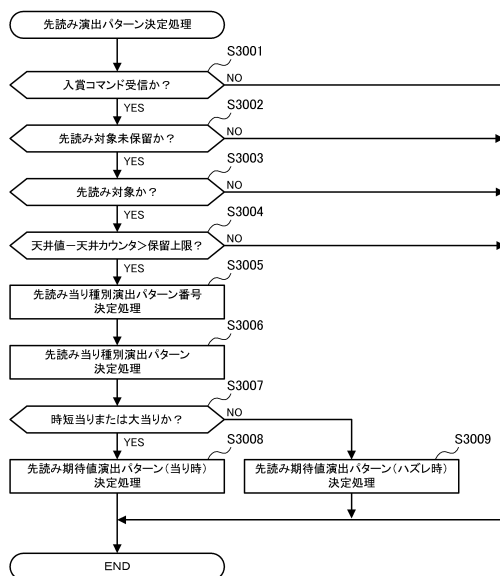 先読み演出パターン決定処理
S3001
入賞コマンド受信か？
NO
YES
S3002
先読み対象未保留か？
NO
YES
S3003
先読み対象か？
NO
YES
S3004
天井値－天井カウンタ＞保留上限？
NO
YES
S3005
先読み当り種別演出パターン番号
決定処理
S3006
先読み当り種別演出パターン
決定処理
S3007
時短当りまたは大当りか？
NO
YES
S3008
先読み期待値演出パターン（当り時）
決定処理
S3009
先読み期待値演出パターン（ハズレ時）
決定処理
END